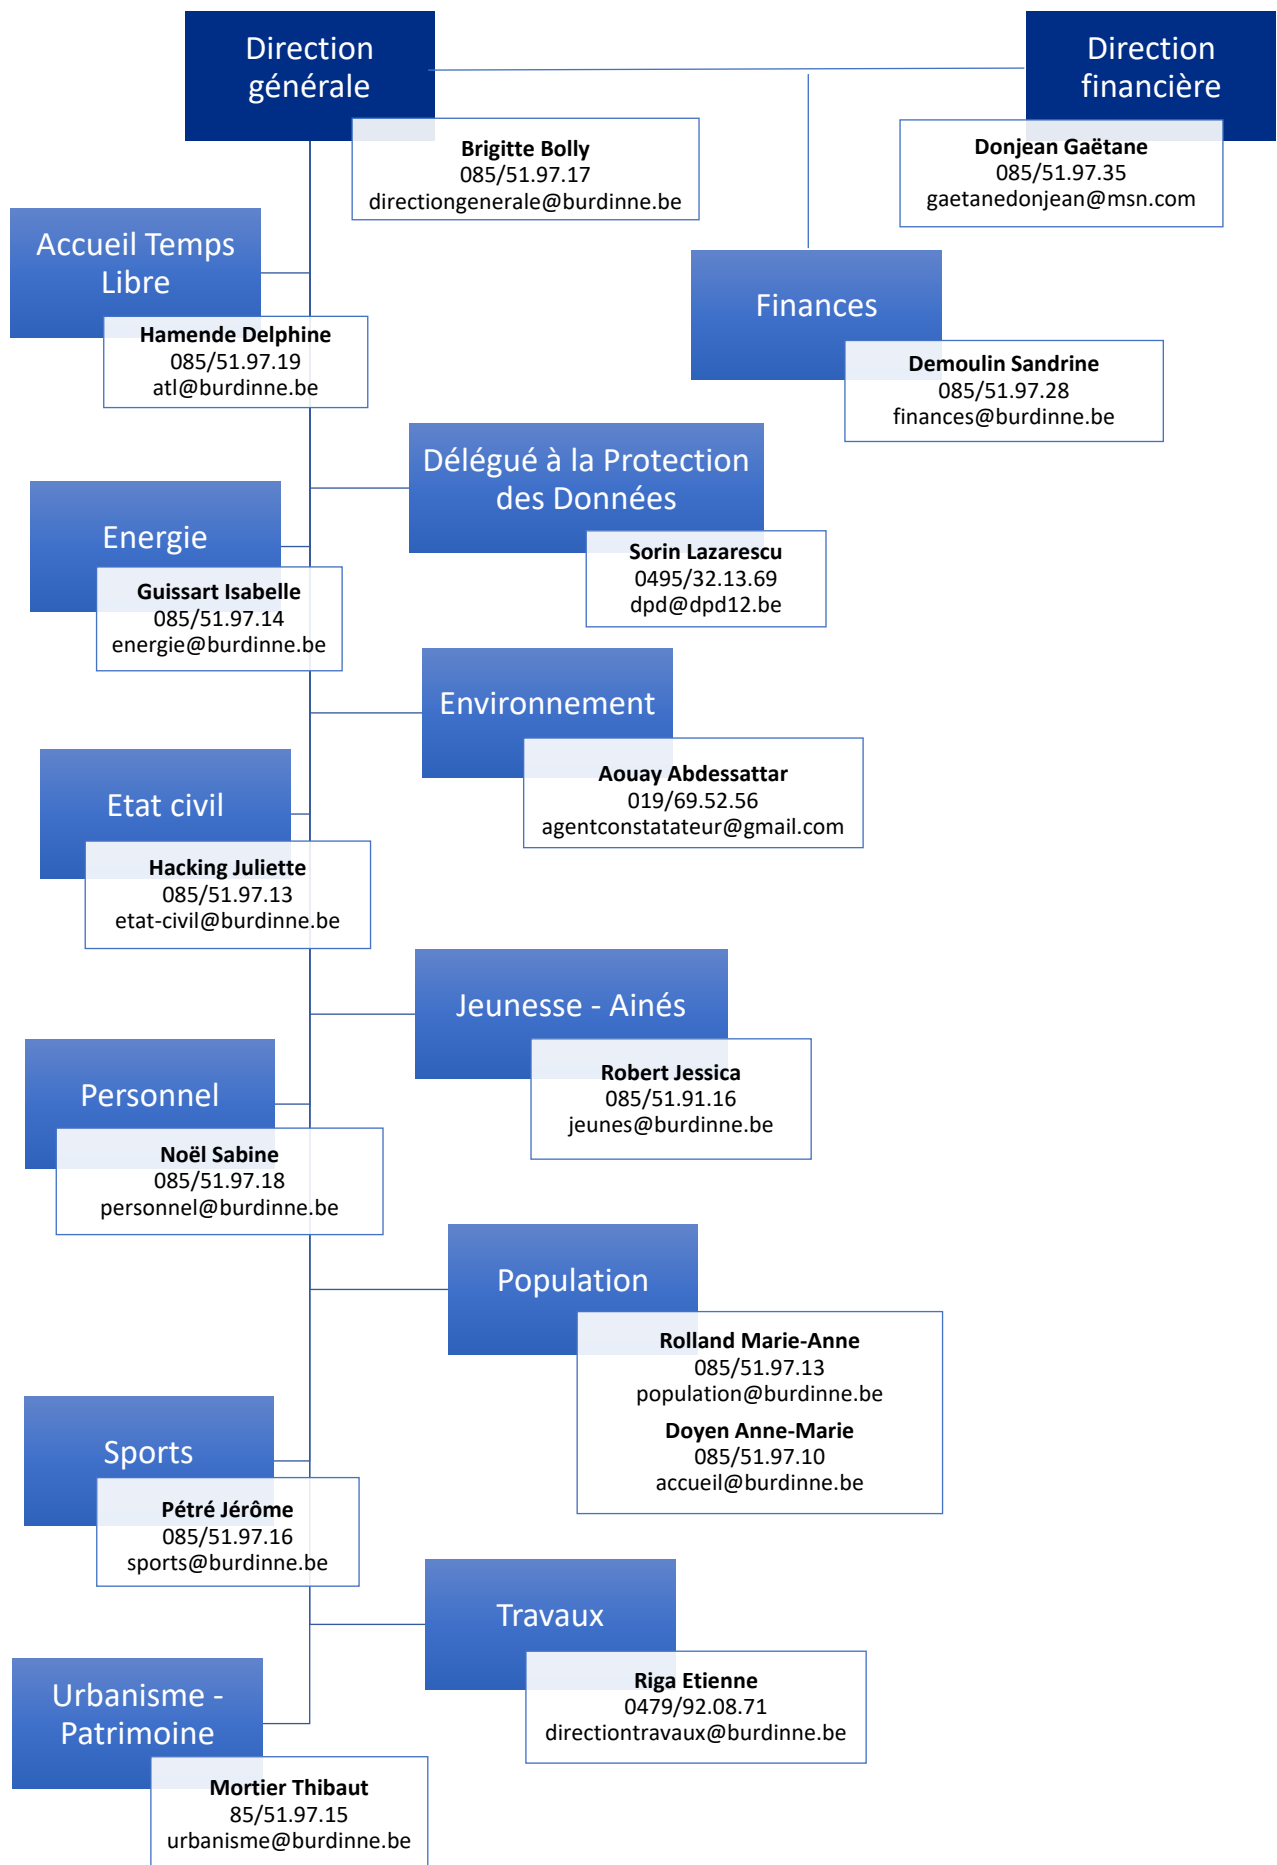 Direction
générale
Brigitte Bolly
085/51.97.17
directiongenerale@burdinne.be
Direction
financière
Donjean Gaëtane
085/51.97.35
gaetanedonjean@msn.com
Accueil Temps
Libre
Hamende Delphine
085/51.97.19
atl@burdinne.be
Finances
Demoulin Sandrine
085/51.97.28
finances@burdinne.be
Délégué à la Protection
des Données
Sorin Lazarescu
0495/32.13.69
dpd@dpd12.be
Energie
Guissart Isabelle
085/51.97.14
energie@burdinne.be
Environnement
Aouay Abdessattar
019/69.52.56
agentconstatateur@gmail.com
Etat civil
Hacking Juliette
085/51.97.13
etat-civil@burdinne.be
Jeunesse - Ainés
Robert Jessica
085/51.91.16
jeunes@burdinne.be
Personnel
Noël Sabine
085/51.97.18
personnel@burdinne.be
Population
Rolland Marie-Anne
085/51.97.13
population@burdinne.be
Doyen Anne-Marie
085/51.97.10
accueil@burdinne.be
Sports
Pétré Jérôme
085/51.97.16
sports@burdinne.be
Travaux
Riga Etienne
0479/92.08.71
directiontravaux@burdinne.be
Urbanisme -
Patrimoine
Mortier Thibaut
85/51.97.15
urbanisme@burdinne.be